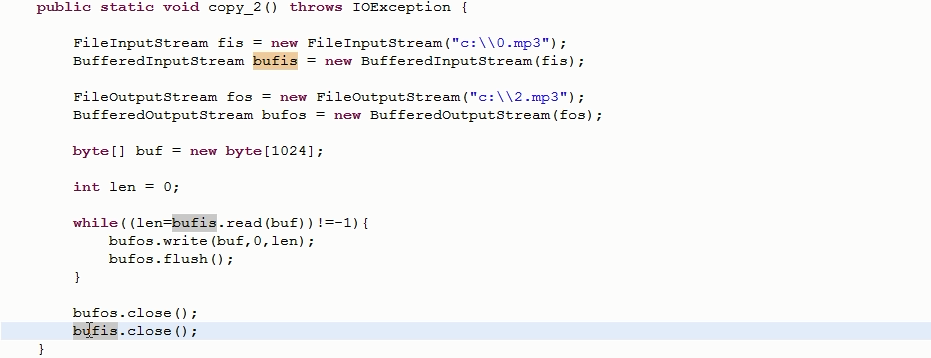 public static void copy_2() throws IOException {
FileInputStream fis = new FileInputStream("c:\\0.mp3");
BufferedInputStream bufis = new BufferedInputStream(fis);
FileOutputStream fos = new FileOutputStream("c:\\2.mp3");
BufferedOutputStream bufos = new BufferedOutputStream(fos);
byte[] buf = new byte[1024];
int len = 0;
while((len=bufis.read(buf))!=-1){
bufos.write(buf,0,len);
bufos.flush();
}
bufos.close();
bufis.close();
}